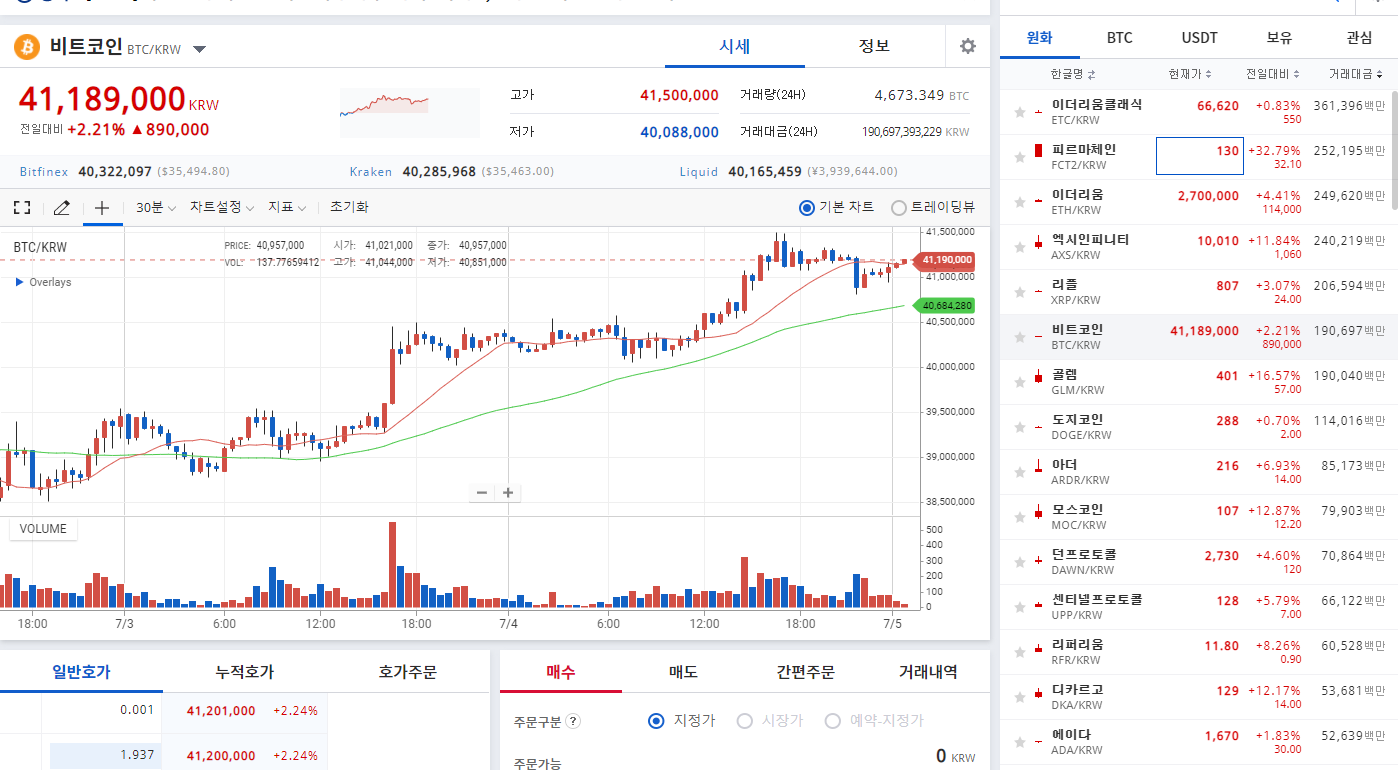 비트코인 BTC/KRW
시세 정보
41,189,000 KRW
전일대비 +2.21% ▲ 890,000
고가 41,500,000
저가 40,088,000
거래량(24H) 4,673.349 BTC
거래대금(24H) 190,697,393,229 KRW
Bitfinex 40,322,097 ($35,494.80)
Kraken 40,285,968 ($35,463.00)
Liquid 40,165,459 (¥3,939,644.00)
30분 차트설정 지표 초기화
기본 차트 트레이딩뷰
BTC/KRW
PRICE: 40,957,000 시가: 41,021,000 종가: 40,957,000
VOL: 137.77659412 고가: 41,044,000 저가: 40,851,000
Overlays
41,500,000
41,190,000
41,000,000
40,684,280
40,500,000
40,000,000
39,500,000
39,000,000
38,500,000
VOLUME
500
400
300
200
100
0
18:00 7/3 6:00 12:00 18:00 7/4 6:00 12:00 18:00 7/5
일반호가 누적호가 호가주문
0.001 41,201,000 +2.24%
1.937 41,200,000 +2.24%
매수 매도 간편주문 거래내역
주문구분 ? 지정가 시장가 예약-지정가
주문가능 0 KRW
원화 BTC USDT 보유 관심
한글명 현재가 전일대비 거래대금
이더리움클래식 66,620 +0.83% 361,396백만
ETC/KRW 550
피르마체인 130 +32.79% 252,195백만
FCT2/KRW 32.10
이더리움 2,700,000 +4.41% 249,620백만
ETH/KRW 114,000
엑시인피니티 10,010 +11.84% 240,219백만
AXS/KRW 1,060
리플 807 +3.07% 206,594백만
XRP/KRW 24.00
비트코인 41,189,000 +2.21% 190,697백만
BTC/KRW 890,000
골렘 401 +16.57% 190,040백만
GLM/KRW 57.00
도지코인 288 +0.70% 114,016백만
DOGE/KRW 2.00
아더 216 +6.93% 85,173백만
ARDR/KRW 14.00
모스코인 107 +12.87% 79,903백만
MOC/KRW 12.20
던프로토콜 2,730 +4.60% 70,864백만
DAWN/KRW 120
센티넬프로토콜 128 +5.79% 66,122백만
UPP/KRW 7.00
리퍼리움 11.80 +8.26% 60,528백만
RFR/KRW 0.90
디카르고 129 +12.17% 53,681백만
DKA/KRW 14.00
에이다 1,670 +1.83% 52,639백만
ADA/KRW 30.00